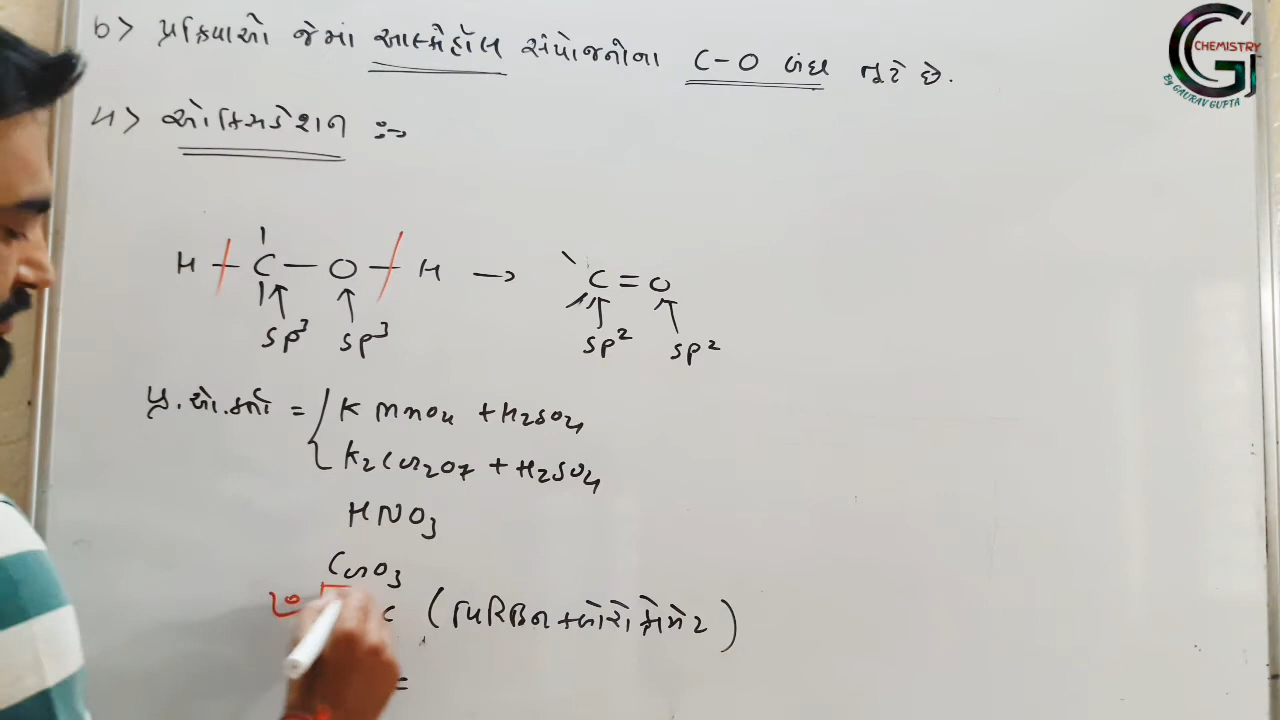 b> પ્રક્રિયાઓ જેમાં આલ્કોહોલ સંયોજનોના C-O બંધ તૂટે છે.
CHEMISTRY
By GAURAV GUPTA
૫> ઓક્સિડેશન :→
H - C - O - H → C = O
sp³ sp³ sp² sp²
પ્ર.ઓ.કર્તા = KMnO4 + H2SO4
K2Cr2O7 + H2SO4
HNO3
CrO3
C (પિરિડિન + ક્લોરોક્રોમેટ)
=